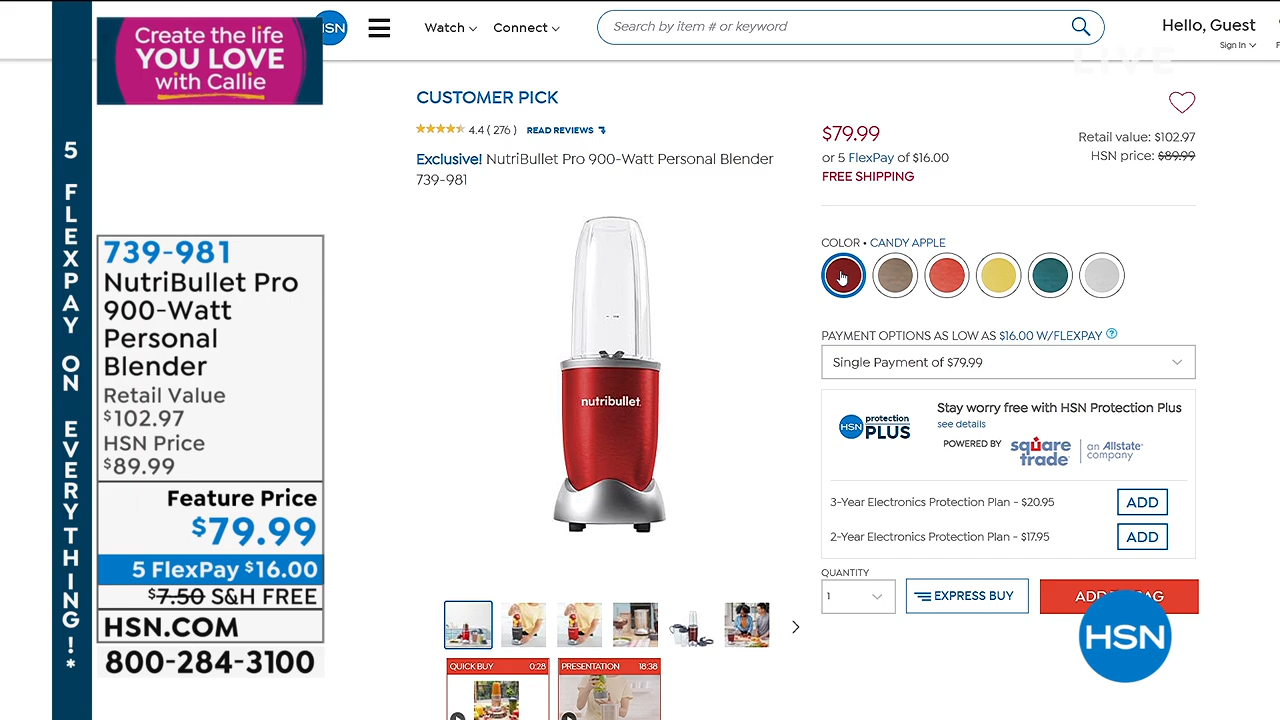 Create the life
YOU LOVE
with Callie
HSN
Watch
Connect
Search by item # or keyword
Hello, Guest
Sign In
LIVE
5 FLEXPAY ON EVERYTHING!*
739-981
NutriBullet Pro
900-Watt
Personal
Blender
Retail Value
$102.97
HSN Price
$89.99
Feature Price
$79.99
5 FlexPay $16.00
$7.50 S&H FREE
HSN.COM
800-284-3100
CUSTOMER PICK
4.4 ( 276 ) READ REVIEWS
Exclusive! NutriBullet Pro 900-Watt Personal Blender
739-981
nutribullet
QUICK BUY 0:28
PRESENTATION 18:38
$79.99
or 5 FlexPay of $16.00
FREE SHIPPING
Retail value: $102.97
HSN price: $89.99
COLOR • CANDY APPLE
PAYMENT OPTIONS AS LOW AS $16.00 W/FLEXPAY ?
Single Payment of $79.99
HSN protection PLUS
Stay worry free with HSN Protection Plus
see details
POWERED BY square trade an Allstate company
3-Year Electronics Protection Plan - $20.95 ADD
2-Year Electronics Protection Plan - $17.95 ADD
QUANTITY
1
EXPRESS BUY
HSN